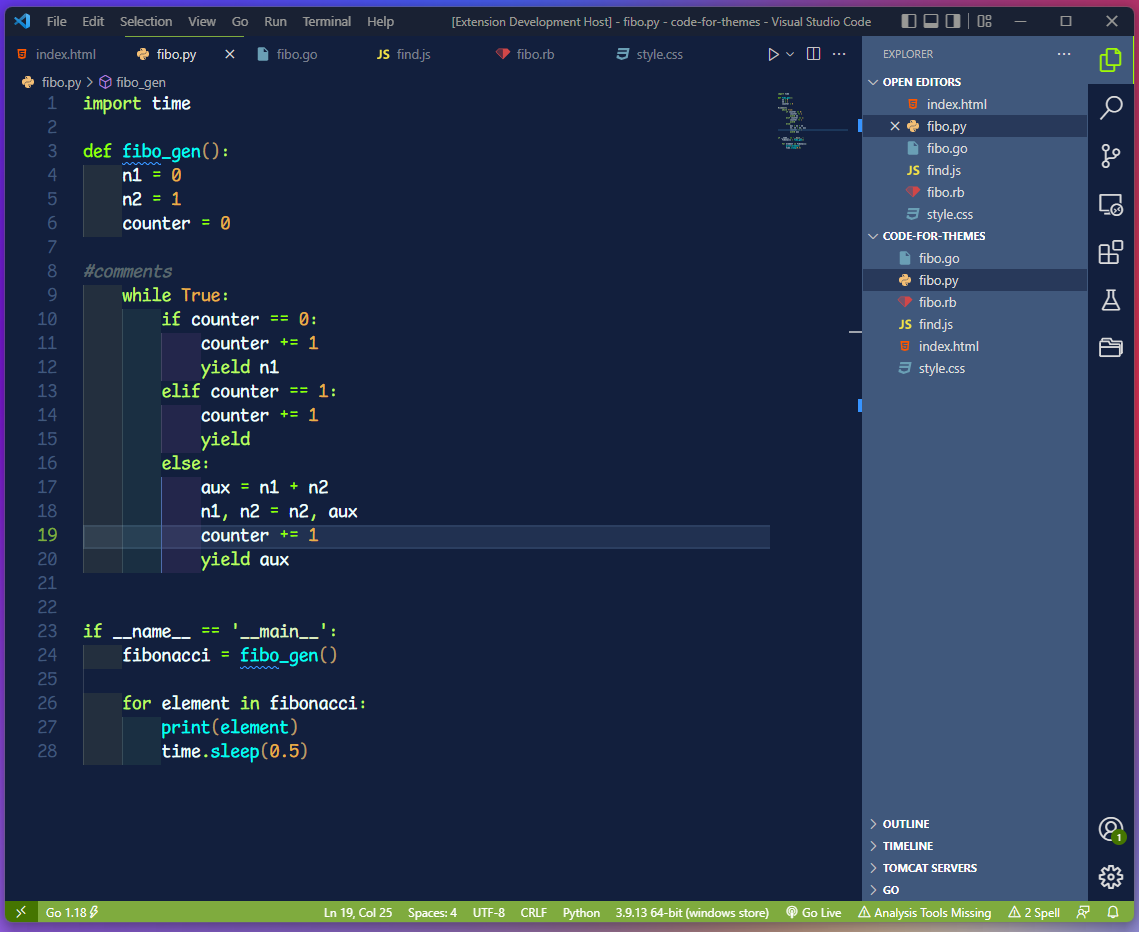 File Edit Selection View Go Run Terminal Help [Extension Development Host] - fibo.py - code-for-themes - Visual Studio Code
index.html fibo.py fibo.go JS find.js fibo.rb style.css
fibo.py > fibo_gen
1 import time
2
3 def fibo_gen():
4 n1 = 0
5 n2 = 1
6 counter = 0
7
8 #comments
9 while True:
10 if counter == 0:
11 counter += 1
12 yield n1
13 elif counter == 1:
14 counter += 1
15 yield
16 else:
17 aux = n1 + n2
18 n1, n2 = n2, aux
19 counter += 1
20 yield aux
21
22
23 if __name__ == '__main__':
24 fibonacci = fibo_gen()
25
26 for element in fibonacci:
27 print(element)
28 time.sleep(0.5)
EXPLORER
OPEN EDITORS
index.html
fibo.py
fibo.go
JS find.js
fibo.rb
style.css
CODE-FOR-THEMES
fibo.go
fibo.py
fibo.rb
JS find.js
index.html
style.css
OUTLINE
TIMELINE
TOMCAT SERVERS
GO
1
Go 1.18 Ln 19, Col 25 Spaces: 4 UTF-8 CRLF Python 3.9.13 64-bit (windows store) Go Live Analysis Tools Missing 2 Spell